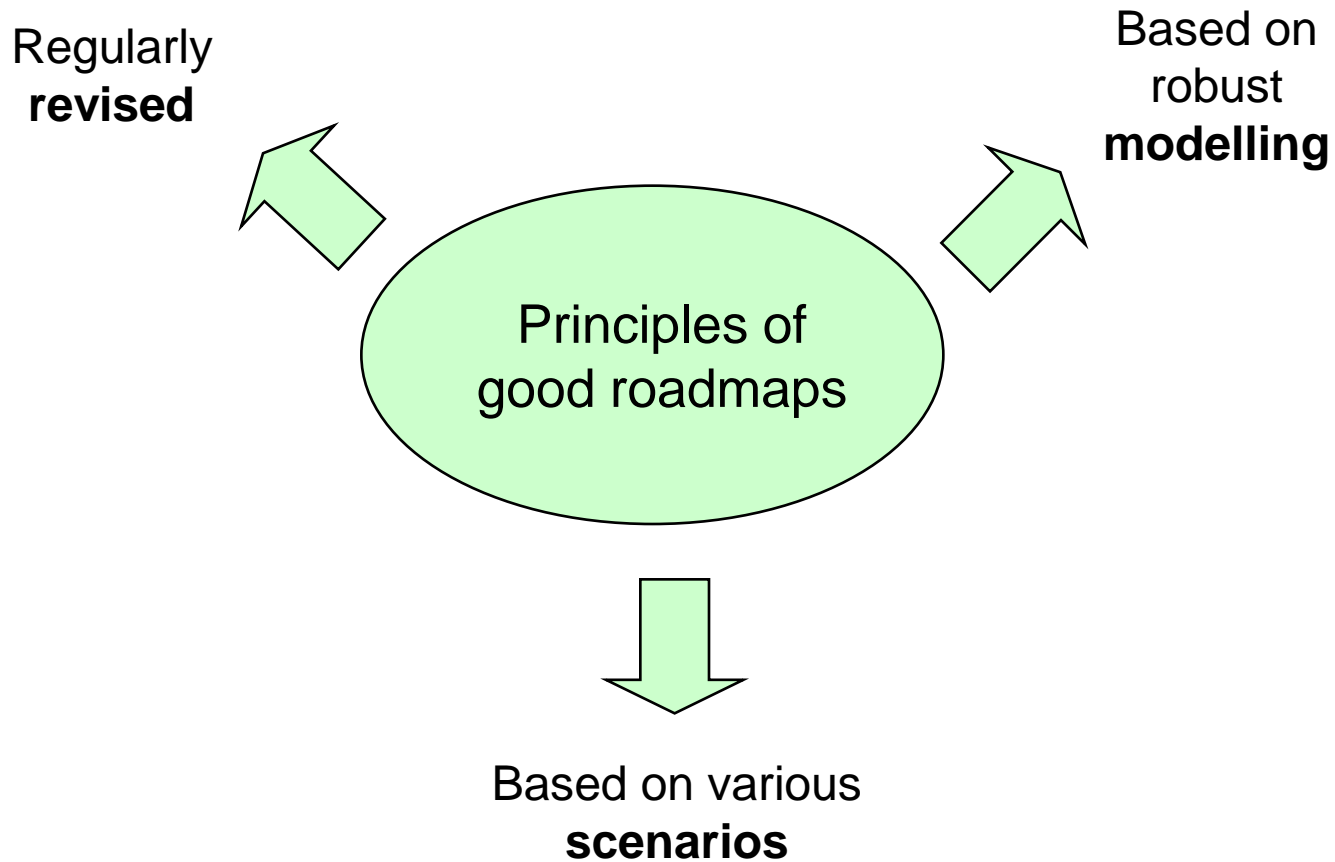 Regularly
revised
Based on
robust
modelling
Principles of
good roadmaps
Based on various
scenarios